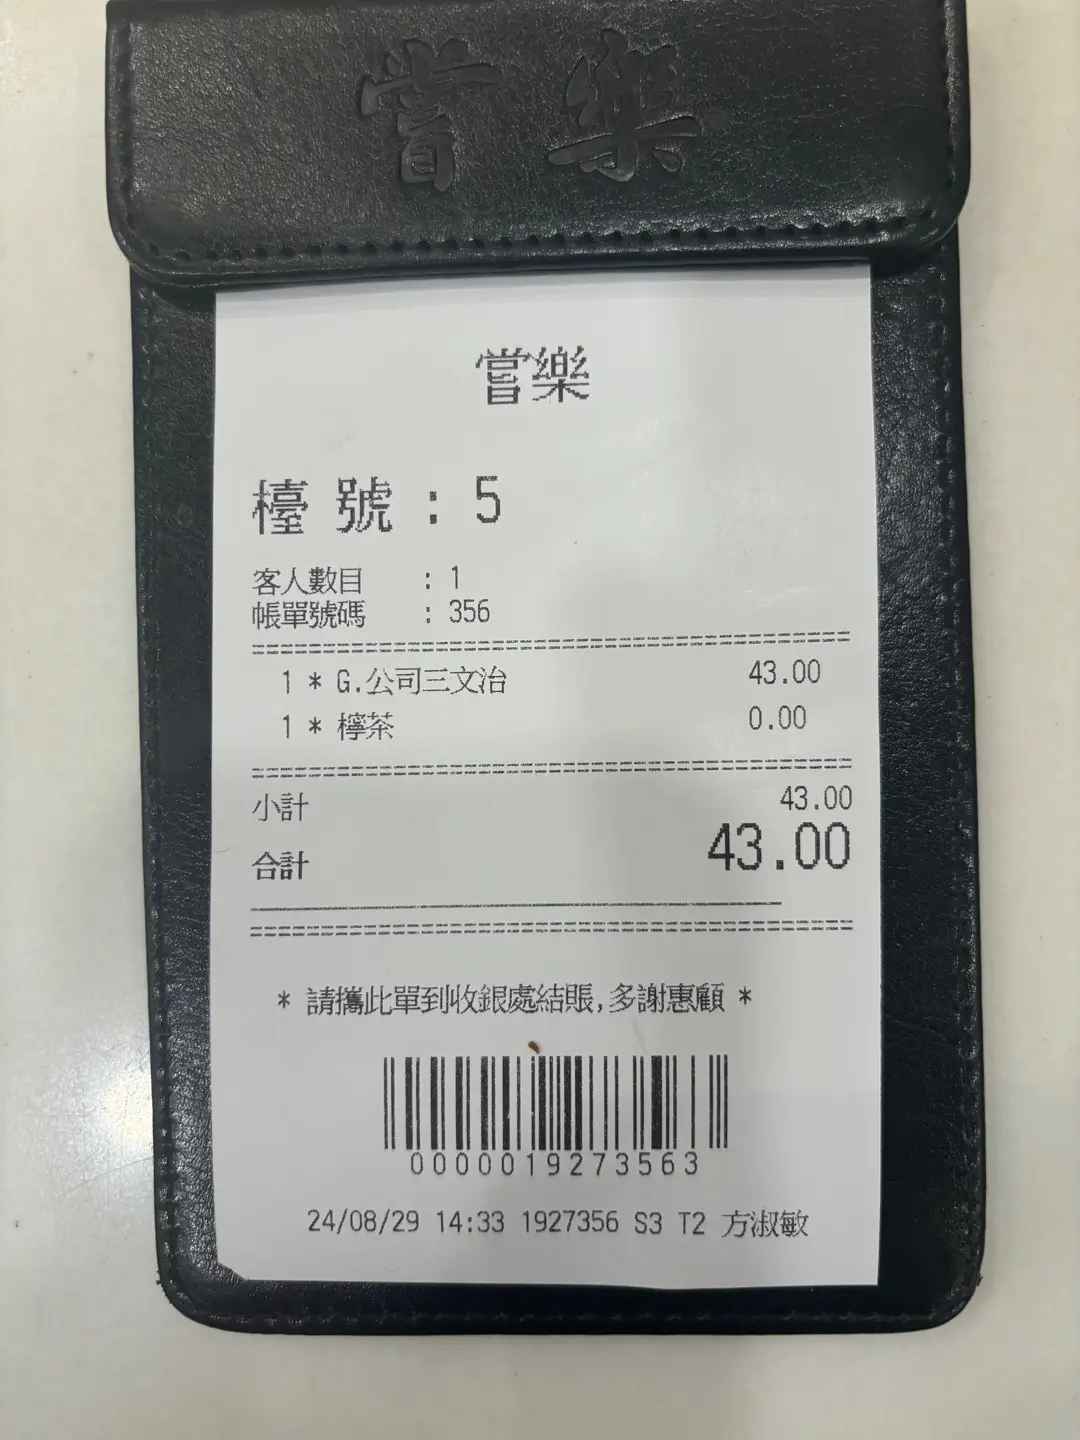 嘗樂
嘗樂
檯號 : 5
客人數目 : 1
帳單號碼 : 356
1 * G.公司三文治 43.00
1 * 檸茶 0.00
小計 43.00
合計 43.00
* 請攜此單到收銀處結賬,多謝惠顧 *
0000019273563
24/08/29 14:33 1927356 S3 T2 方淑敏